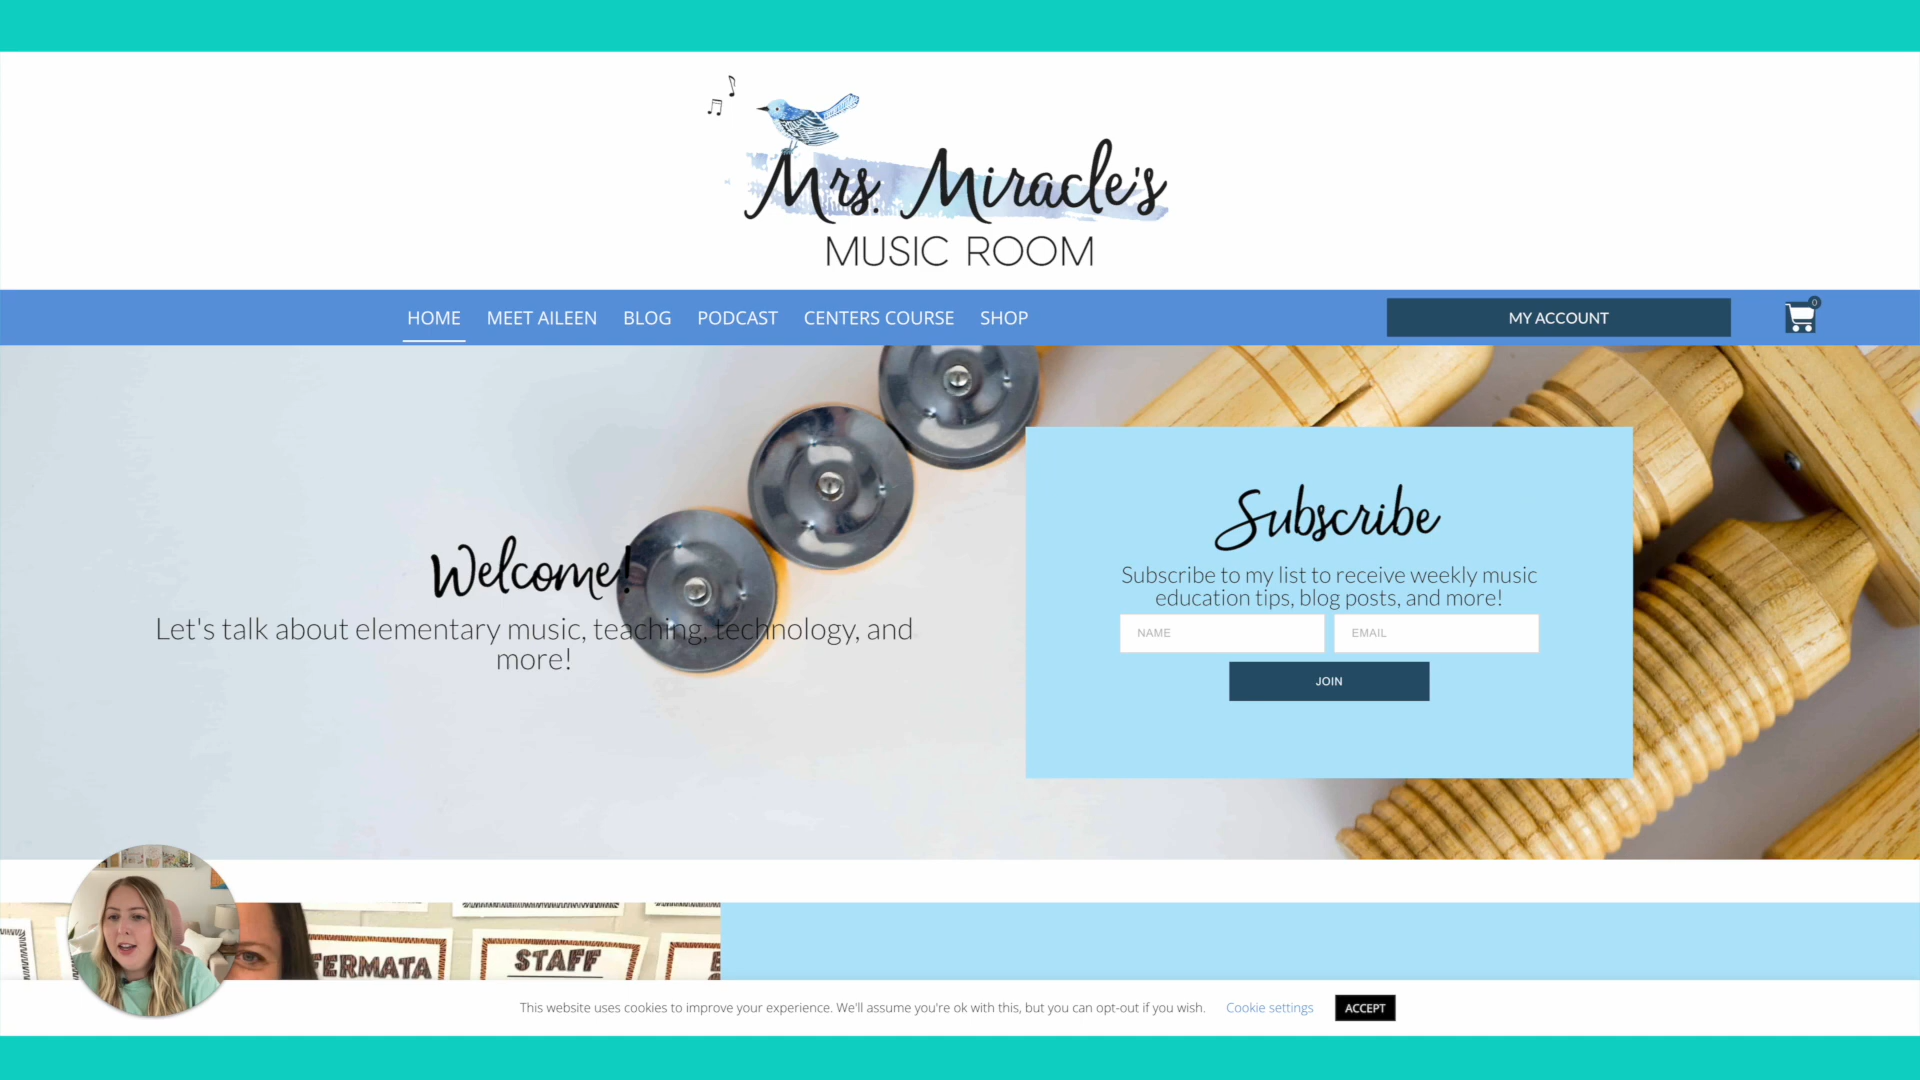 Mrs. Miracle's
MUSIC ROOM
HOME MEET AILEEN BLOG PODCAST CENTERS COURSE SHOP
MY ACCOUNT
0
Welcome!
Let's talk about elementary music, teaching, technology, and
more!
Subscribe
Subscribe to my list to receive weekly music
education tips, blog posts, and more!
NAME EMAIL
JOIN
FERMATA
STAFF
This website uses cookies to improve your experience. We'll assume you're ok with this, but you can opt-out if you wish. Cookie settings ACCEPT